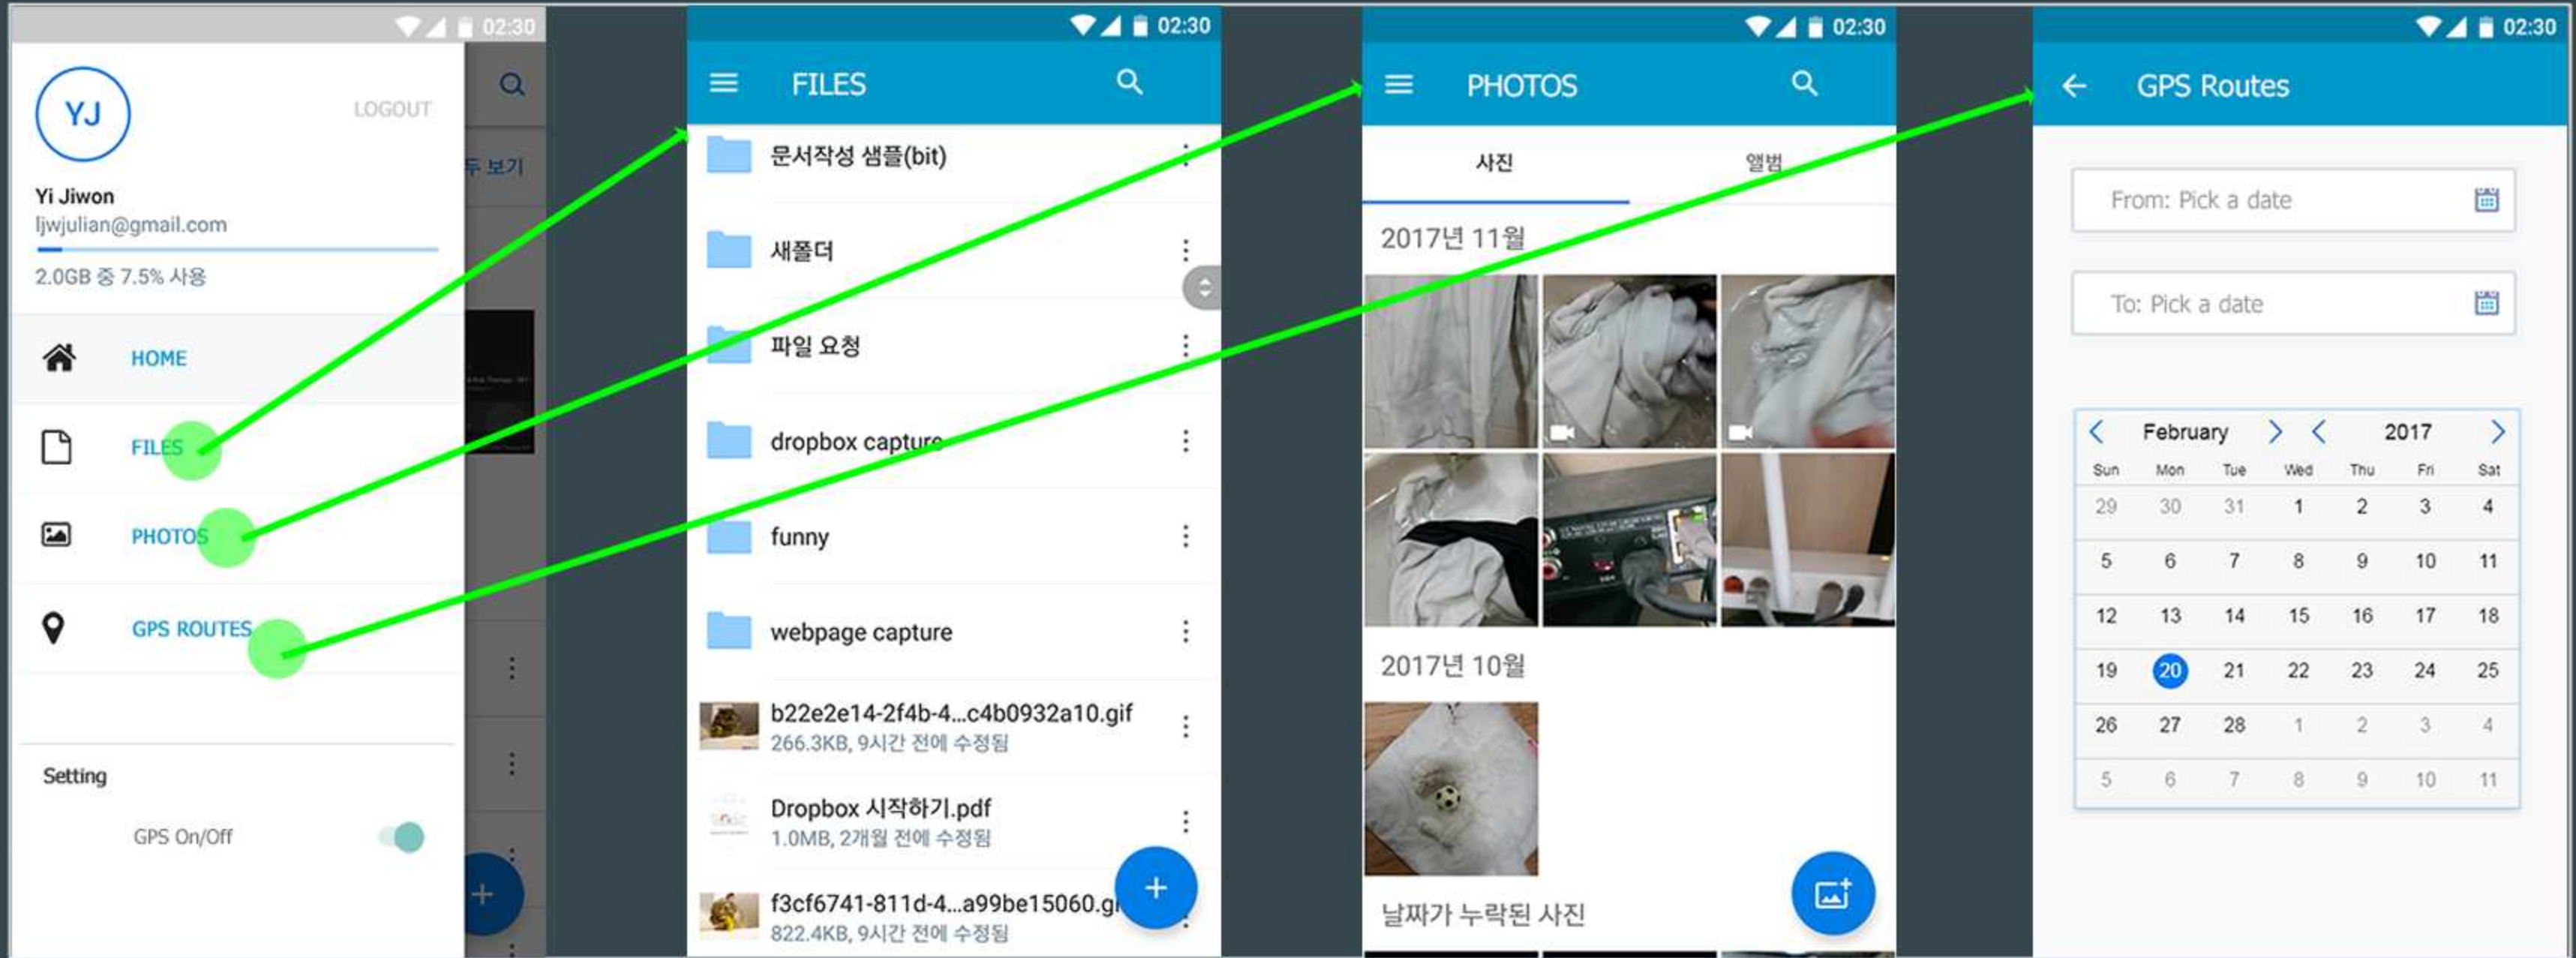 02:30
YJ
LOGOUT
Yi Jiwon
ljwjulian@gmail.com
2.0GB 중 7.5% 사용
HOME
FILES
PHOTOS
GPS ROUTES
Setting
GPS On/Off
보기
02:30
FILES
문서작성 샘플(bit)
새폴더
파일 요청
dropbox capture
funny
webpage capture
b22e2e14-2f4b-4...c4b0932a10.gif
266.3KB, 9시간 전에 수정됨
Dropbox 시작하기.pdf
1.0MB, 2개월 전에 수정됨
f3cf6741-811d-4...a99be15060.gi
822.4KB, 9시간 전에 수정됨
02:30
PHOTOS
사진 앨범
2017년 11월
2017년 10월
날짜가 누락된 사진
02:30
GPS Routes
From: Pick a date
To: Pick a date
February 2017
Sun Mon Tue Wed Thu Fri Sat
29 30 31 1 2 3 4
5 6 7 8 9 10 11
12 13 14 15 16 17 18
19 20 21 22 23 24 25
26 27 28 1 2 3 4
5 6 7 8 9 10 11